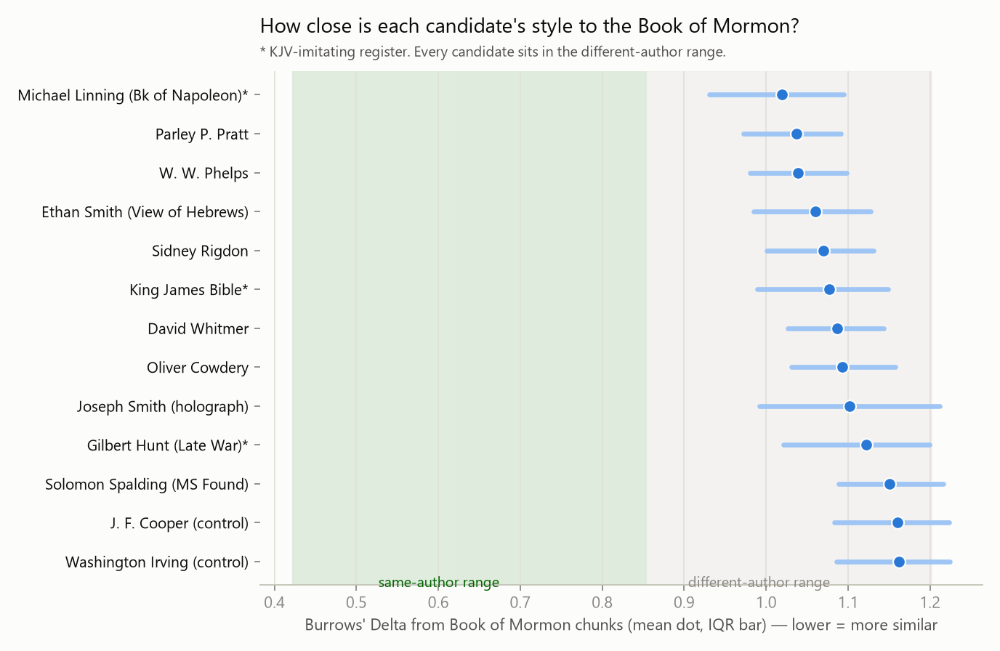 How close is each candidate's style to the Book of Mormon?
* KJV-imitating register. Every candidate sits in the different-author range.
Michael Linning (Bk of Napoleon)*
Parley P. Pratt
W. W. Phelps
Ethan Smith (View of Hebrews)
Sidney Rigdon
King James Bible*
David Whitmer
Oliver Cowdery
Joseph Smith (holograph)
Gilbert Hunt (Late War)*
Solomon Spalding (MS Found)
J. F. Cooper (control)
Washington Irving (control)
same-author range different-author range
0.4 0.5 0.6 0.7 0.8 0.9 1.0 1.1 1.2
Burrows' Delta from Book of Mormon chunks (mean dot, IQR bar) — lower = more similar